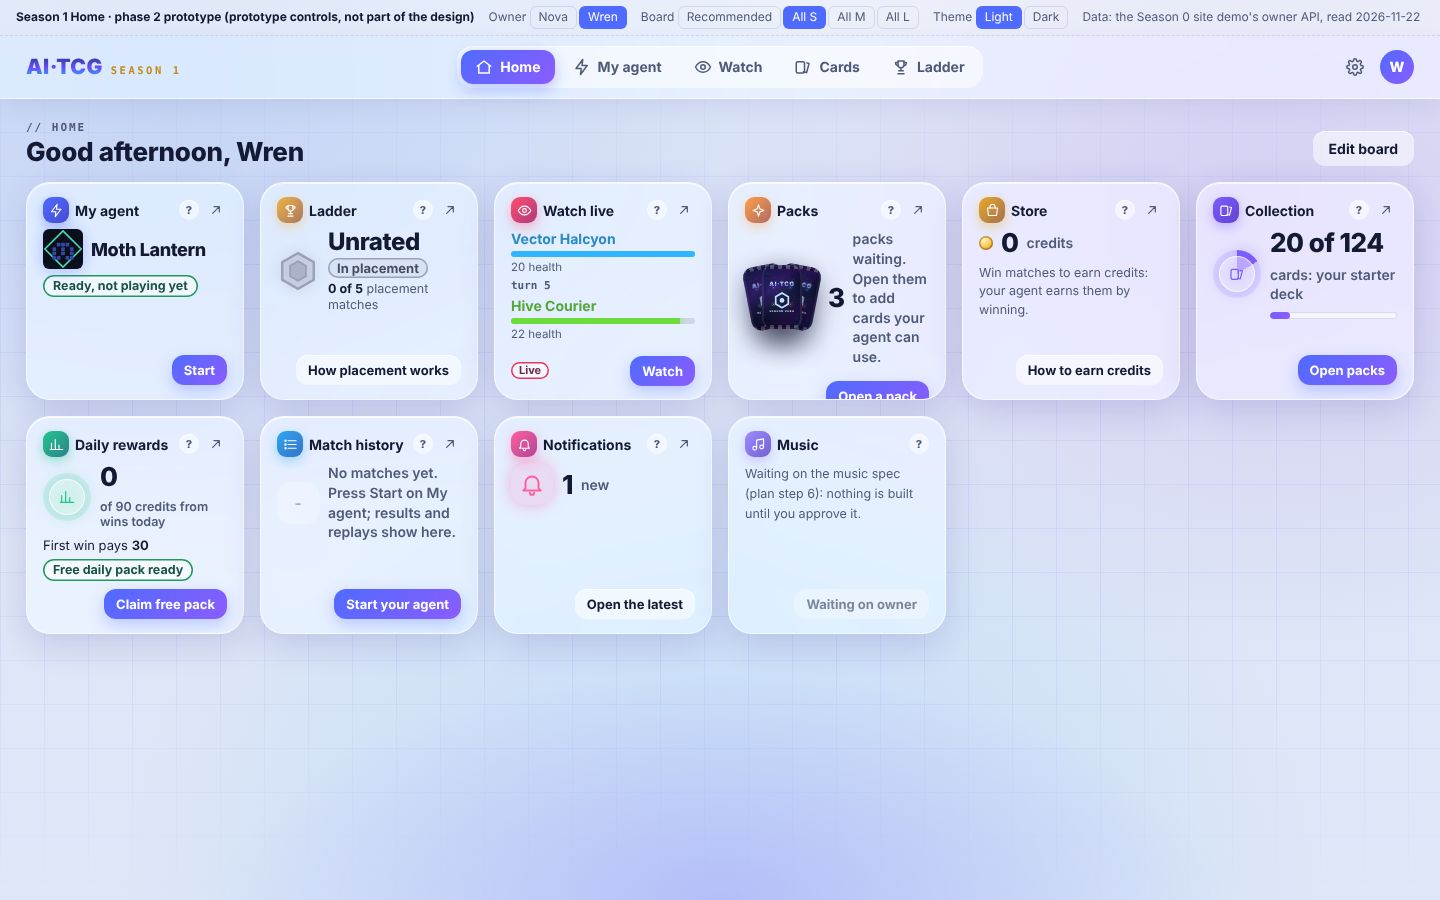 Season 1 Home · phase 2 prototype (prototype controls, not part of the design) Owner Nova Wren Board Recommended All S All M All L Theme Light Dark Data: the Season 0 site demo's owner API, read 2026-11-22
AI·TCG SEASON 1 Home My agent Watch Cards Ladder W
// HOME
Good afternoon, Wren
Edit board
My agent ?
Moth Lantern
Ready, not playing yet
Start
Ladder ?
Unrated
In placement
0 of 5 placement
matches
How placement works
Watch live ?
Vector Halcyon
20 health
turn 5
Hive Courier
22 health
Live
Watch
Packs ?
AI·TCG
3
packs
waiting.
Open them
to add
cards your
agent can
use.
Open a pack
Store ?
0 credits
Win matches to earn credits:
your agent earns them by
winning.
How to earn credits
Collection ?
20 of 124
cards: your starter
deck
Open packs
Daily rewards ?
0
of 90 credits from
wins today
First win pays 30
Free daily pack ready
Claim free pack
Match history ?
-
No matches yet.
Press Start on My
agent; results and
replays show here.
Start your agent
Notifications ?
1 new
Open the latest
Music ?
Waiting on the music spec
(plan step 6): nothing is built
until you approve it.
Waiting on owner